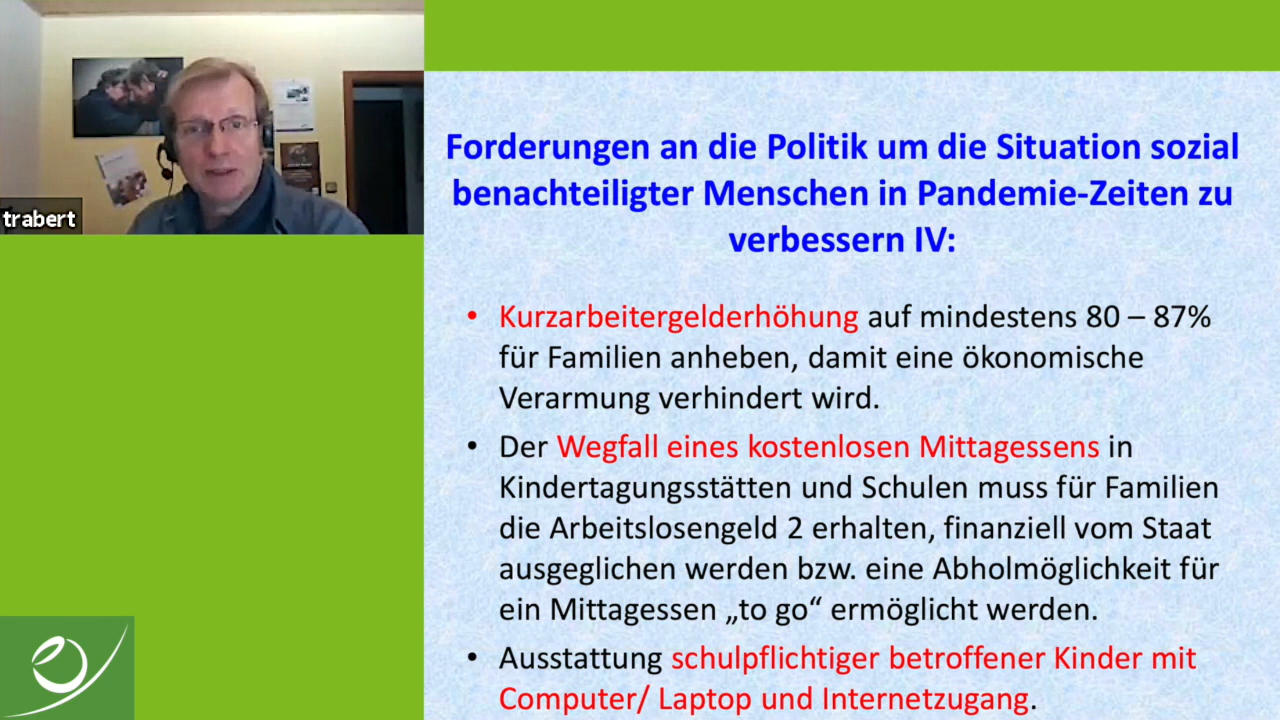 trabert
Forderungen an die Politik um die Situation sozial
benachteiligter Menschen in Pandemie-Zeiten zu
verbessern IV:
• Kurzarbeitergelderhöhung auf mindestens 80 – 87%
für Familien anheben, damit eine ökonomische
Verarmung verhindert wird.
• Der Wegfall eines kostenlosen Mittagessens in
Kindertagungsstätten und Schulen muss für Familien
die Arbeitslosengeld 2 erhalten, finanziell vom Staat
ausgeglichen werden bzw. eine Abholmöglichkeit für
ein Mittagessen „to go“ ermöglicht werden.
• Ausstattung schulpflichtiger betroffener Kinder mit
Computer/ Laptop und Internetzugang.